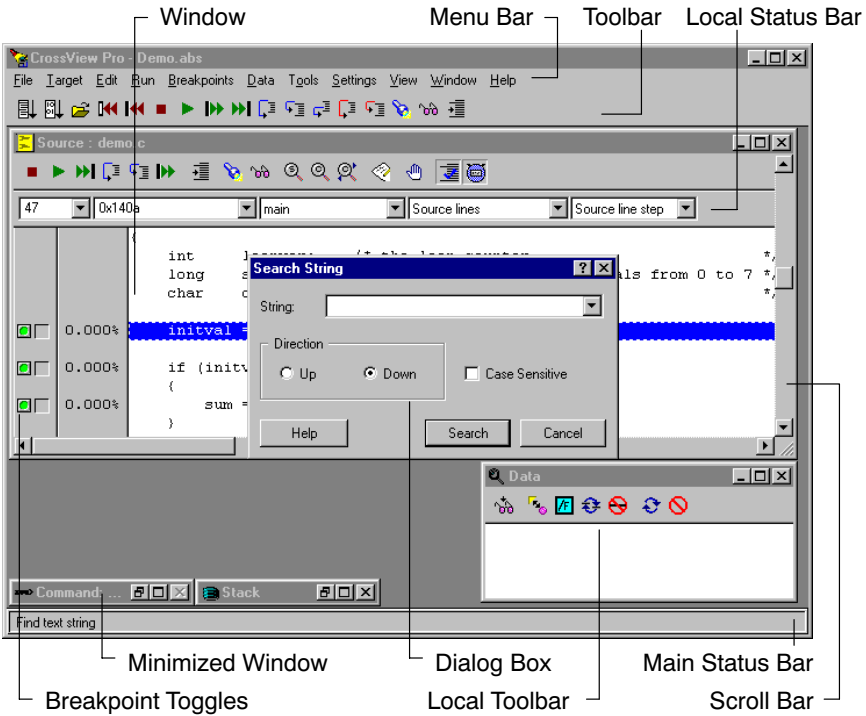 Window Menu Bar Toolbar Local Status Bar
CrossView Pro - Demo.abs
File Target Edit Run Breakpoints Data Tools Settings View Window Help
Source : demo.c
47 0x140a main Source lines Source line step
{
int /* the loop counter */
long s als from 0 to 7 */
char c */
0.000% initval =
0.000% if (initv
{
0.000% sum =
}
Search String
String:
Direction
Up Down Case Sensitive
Help Search Cancel
Data
/F
Command: ... Stack
Find text string
Minimized Window Dialog Box Main Status Bar
Breakpoint Toggles Local Toolbar Scroll Bar